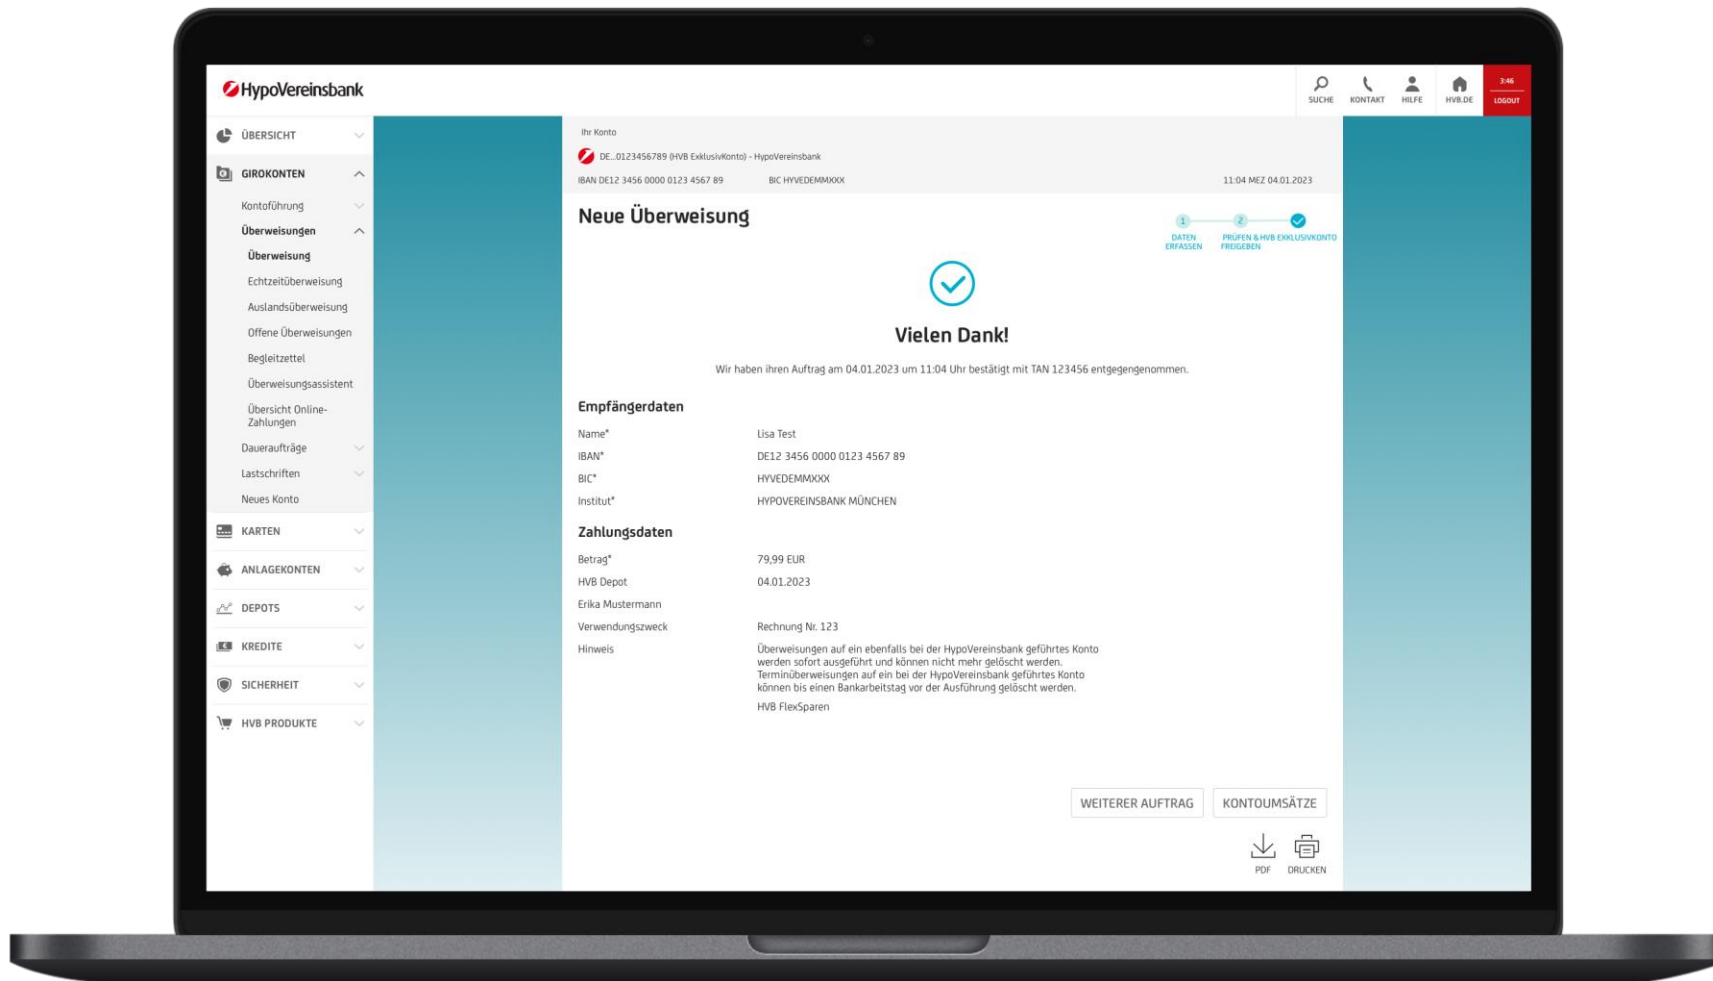 HypoVereinsbank
SUCHE
KONTAKT
HILFE
HVB.DE
3:46
LOGOUT
ÜBERSICHT
GIROKONTEN
Kontoführung
Überweisungen
Überweisung
Echtzeitüberweisung
Auslandsüberweisung
Offene Überweisungen
Begleitzettel
Überweisungsassistent
Übersicht Online-
Zahlungen
Daueraufträge
Lastschriften
Neues Konto
KARTEN
ANLAGEKONTEN
DEPOTS
KREDITE
SICHERHEIT
HVB PRODUKTE
Ihr Konto
DE...0123456789 (HVB ExklusivKonto) - HypoVereinsbank
IBAN DE12 3456 0000 0123 4567 89 BIC HYVEDEMMXXX 11:04 MEZ 04.01.2023
Neue Überweisung
1 2
DATEN PRÜFEN & HVB EXKLUSIVKONTO
ERFASSEN FREIGEBEN
Vielen Dank!
Wir haben ihren Auftrag am 04.01.2023 um 11:04 Uhr bestätigt mit TAN 123456 entgegengenommen.
Empfängerdaten
Name* Lisa Test
IBAN* DE12 3456 0000 0123 4567 89
BIC* HYVEDEMMXXX
Institut* HYPOVEREINSBANK MÜNCHEN
Zahlungsdaten
Betrag* 79,99 EUR
HVB Depot 04.01.2023
Erika Mustermann
Verwendungszweck Rechnung Nr. 123
Hinweis Überweisungen auf ein ebenfalls bei der HypoVereinsbank geführtes Konto
werden sofort ausgeführt und können nicht mehr gelöscht werden.
Terminüberweisungen auf ein bei der HypoVereinsbank geführtes Konto
können bis einen Bankarbeitstag vor der Ausführung gelöscht werden.
HVB FlexSparen
WEITERER AUFTRAG
KONTOUMSÄTZE
PDF
DRUCKEN